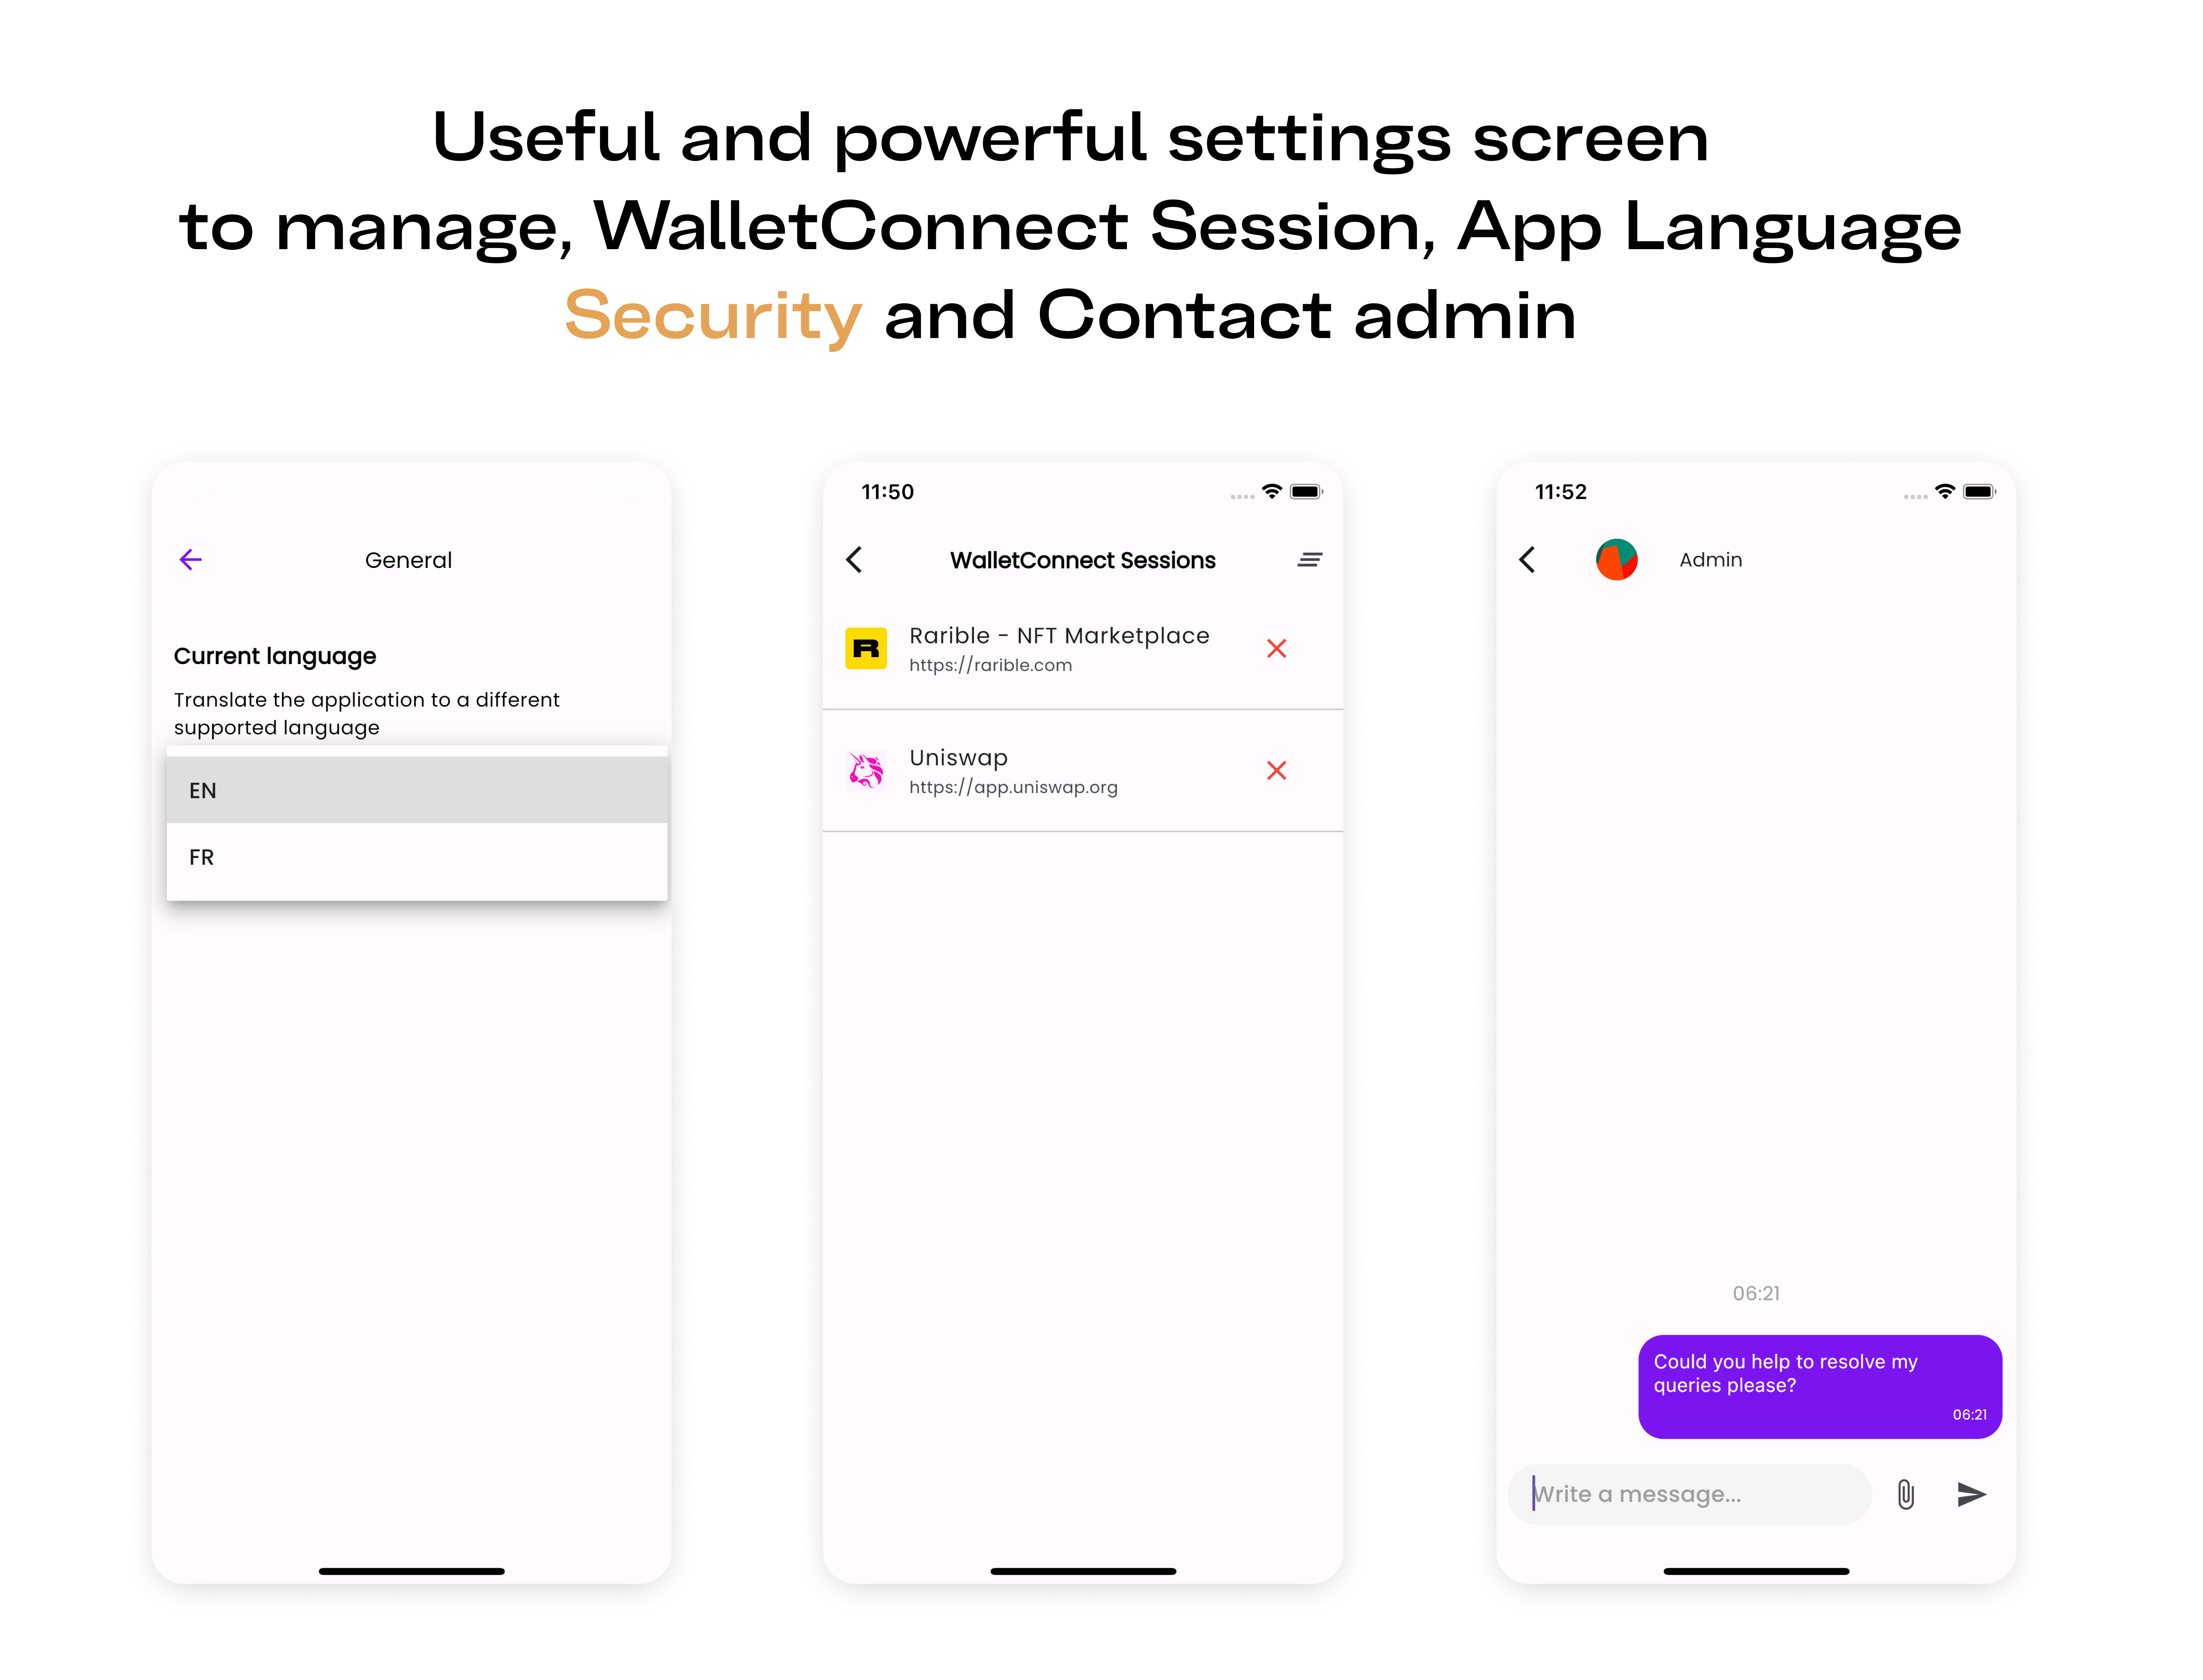 Useful and powerful settings screen
to manage, WalletConnect Session, App Language
Security and Contact admin
General
Current language
Translate the application to a different
supported language
EN
FR
11:50
WalletConnect Sessions
R
Rarible - NFT Marketplace
https://rarible.com
Uniswap
https://app.uniswap.org
11:52
Admin
06:21
Could you help to resolve my
queries please?
06:21
Write a message...